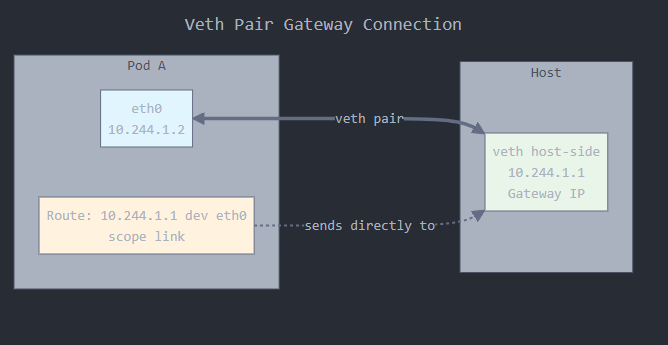 Veth Pair Gateway Connection
Pod A
Host
eth0
10.244.1.2
veth pair
veth host-side
10.244.1.1
Gateway IP
Route: 10.244.1.1 dev eth0
scope link
sends directly to